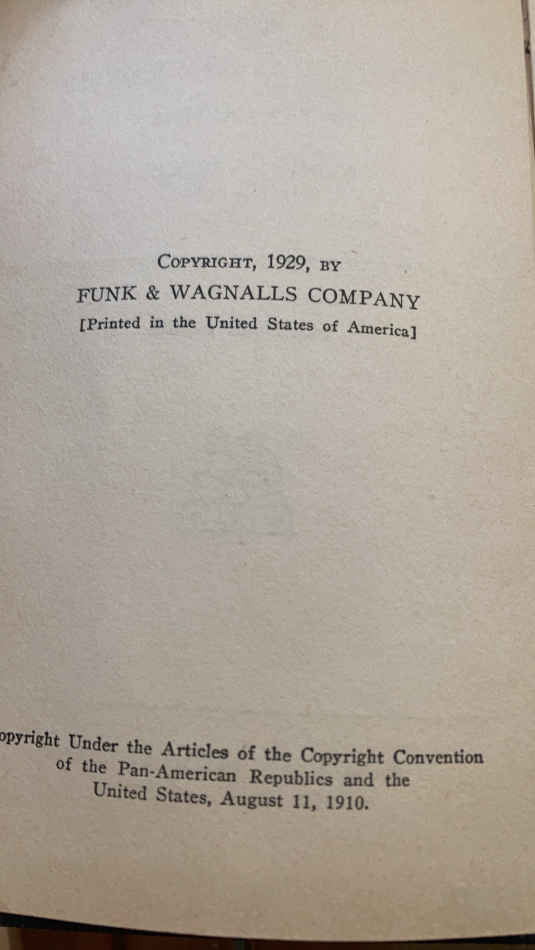 Copyright, 1929, by
FUNK & WAGNALLS COMPANY
[Printed in the United States of America]
opyright Under the Articles of the Copyright Convention
of the Pan-American Republics and the
United States, August 11, 1910.